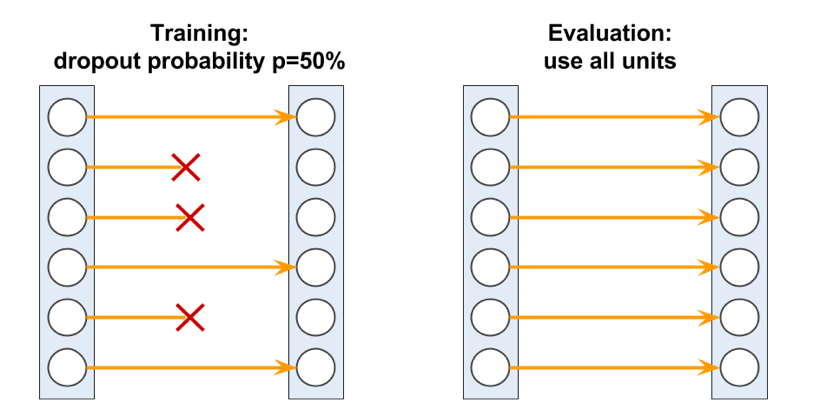 Training:
dropout probability p=50%
Evaluation:
use all units